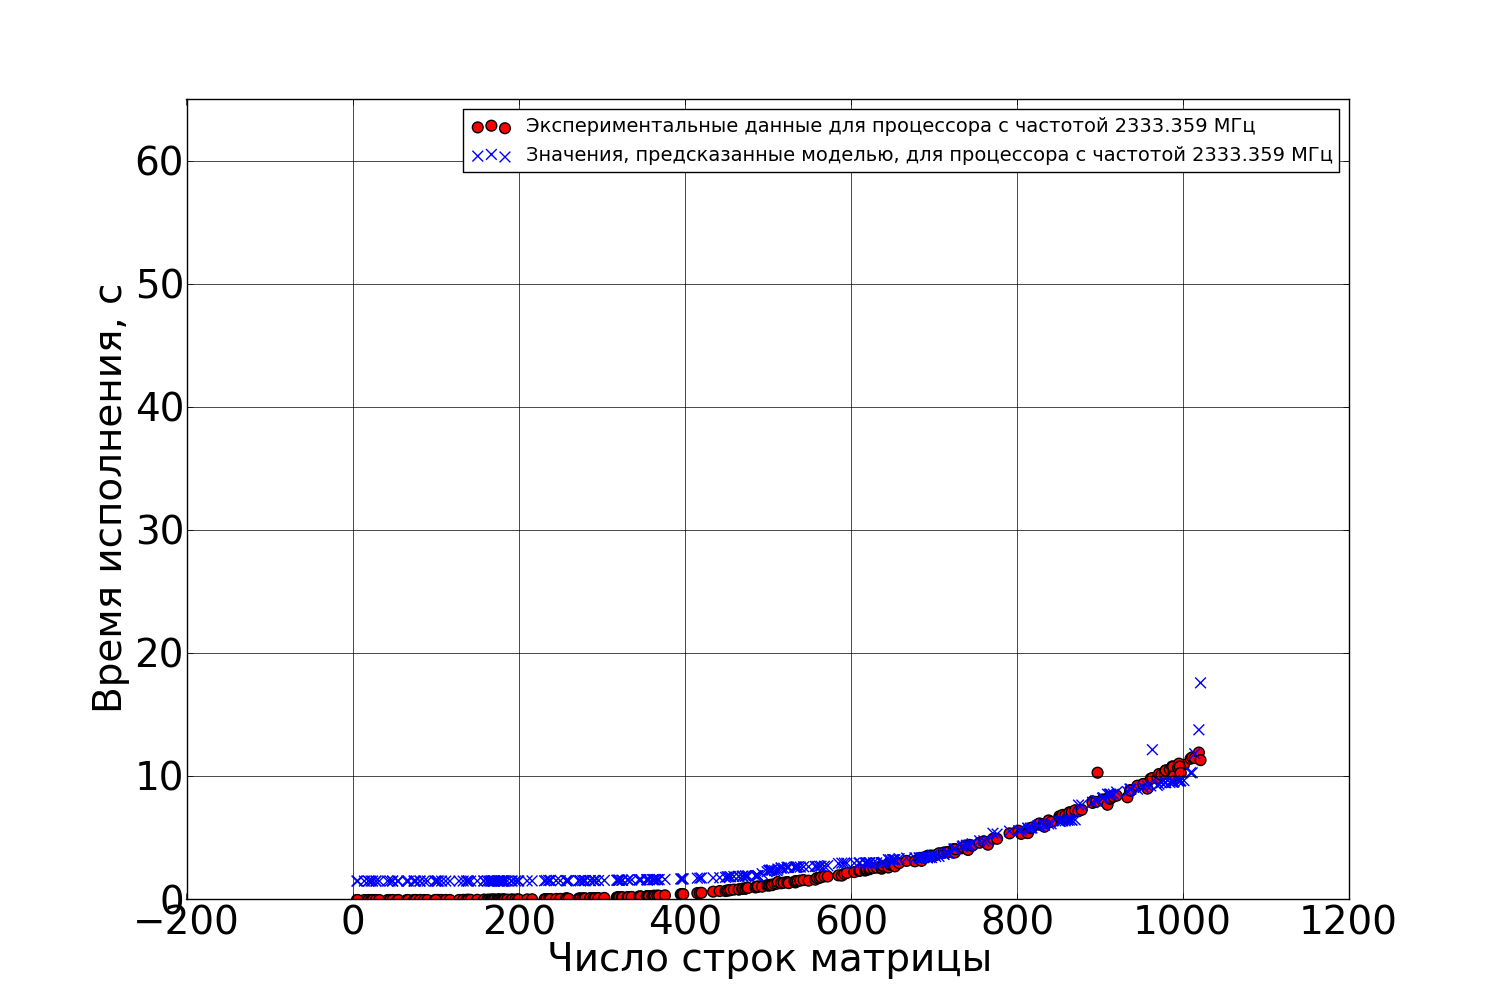 Экспериментальные данные для процессора с частотой 2333.359 МГц
Значения, предсказанные моделью, для процессора с частотой 2333.359 МГц
Время исполнения, с
60
50
40
30
20
10
0
−200 0 200 400 600 800 1000 1200
Число строк матрицы